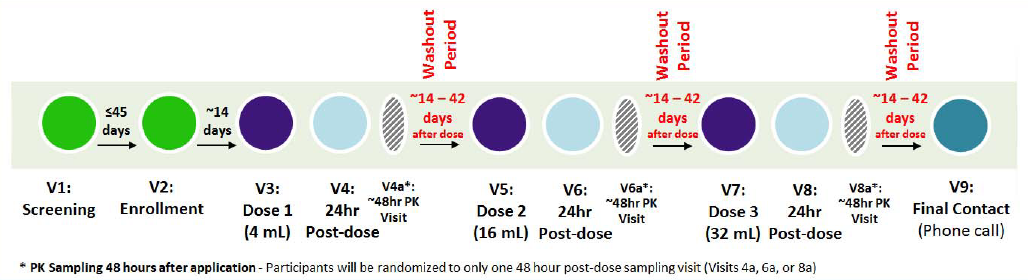 Washout Period
Washout Period
Washout Period
≤45 days
~14 days
~14 – 42 days after dose
~14 – 42 days after dose
~14 – 42 days after dose
V1: Screening
V2: Enrollment
V3: Dose 1 (4 mL)
V4: 24hr Post-dose
V4a*: ~48hr PK Visit
V5: Dose 2 (16 mL)
V6: 24hr Post-dose
V6a*: ~48hr PK Visit
V7: Dose 3 (32 mL)
V8: 24hr Post-dose
V8a*: ~48hr PK Visit
V9: Final Contact (Phone call)
* PK Sampling 48 hours after application - Participants will be randomized to only one 48 hour post-dose sampling visit (Visits 4a, 6a, or 8a)